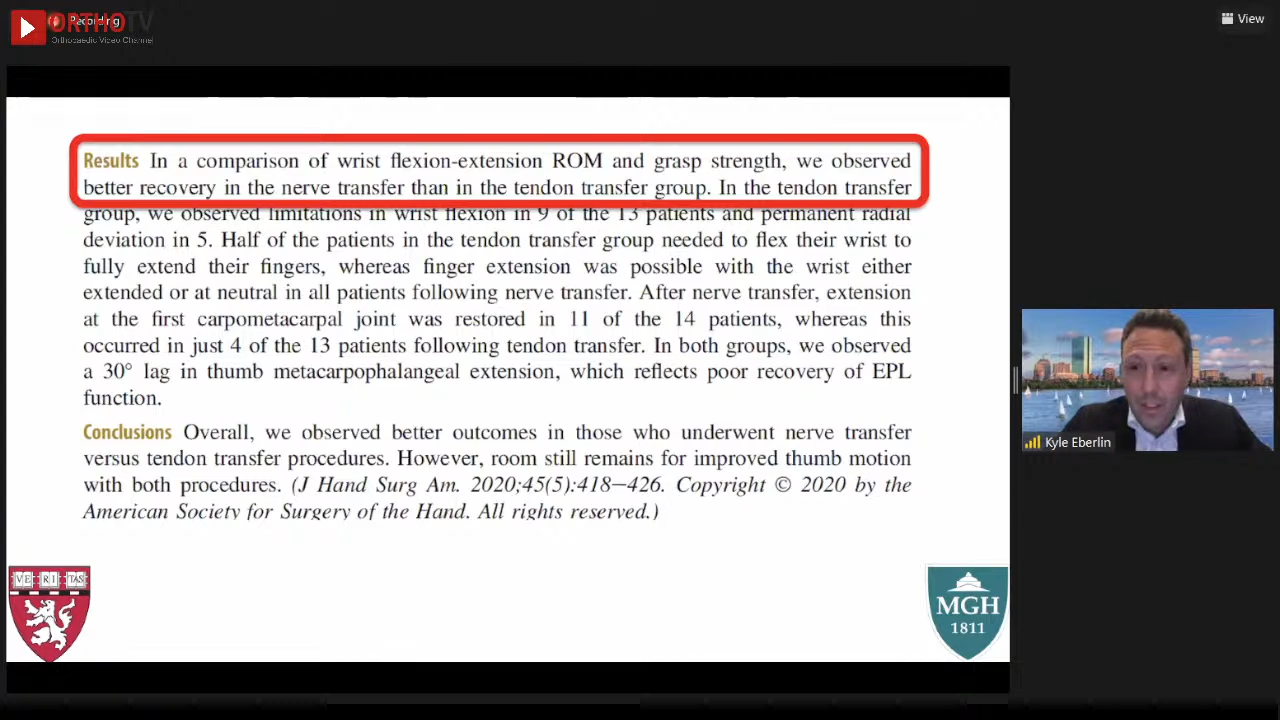 Recording
ORTHOTV
Orthopaedic Video Channel
View
Results In a comparison of wrist flexion-extension ROM and grasp strength, we observed
better recovery in the nerve transfer than in the tendon transfer group. In the tendon transfer
group, we observed limitations in wrist flexion in 9 of the 13 patients and permanent radial
deviation in 5. Half of the patients in the tendon transfer group needed to flex their wrist to
fully extend their fingers, whereas finger extension was possible with the wrist either
extended or at neutral in all patients following nerve transfer. After nerve transfer, extension
at the first carpometacarpal joint was restored in 11 of the 14 patients, whereas this
occurred in just 4 of the 13 patients following tendon transfer. In both groups, we observed
a 30° lag in thumb metacarpophalangeal extension, which reflects poor recovery of EPL
function.
Conclusions Overall, we observed better outcomes in those who underwent nerve transfer
versus tendon transfer procedures. However, room still remains for improved thumb motion
with both procedures. (J Hand Surg Am. 2020;45(5):418–426. Copyright © 2020 by the
American Society for Surgery of the Hand. All rights reserved.)
Kyle Eberlin
VE RI TAS
MGH
1811